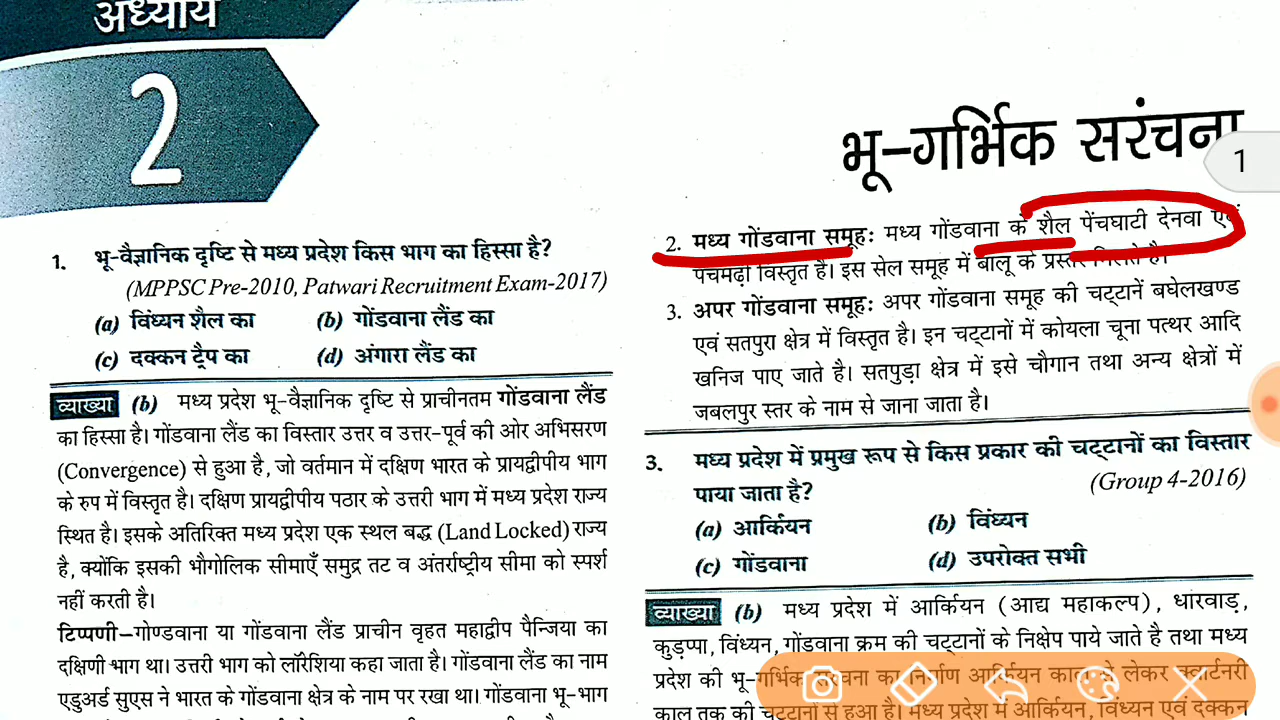 अध्याय
2
भू-गर्भिक सरंचना
1
1. भू-वैज्ञानिक दृष्टि से मध्य प्रदेश किस भाग का हिस्सा है?
(MPPSC Pre-2010, Patwari Recruitment Exam-2017)
(a) विंध्यन शैल का (b) गोंडवाना लैंड का
(c) दक्कन ट्रैप का (d) अंगारा लैंड का
व्याख्या (b) मध्य प्रदेश भू-वैज्ञानिक दृष्टि से प्राचीनतम गोंडवाना लैंड
का हिस्सा है। गोंडवाना लैंड का विस्तार उत्तर व उत्तर-पूर्व की ओर अभिसरण
(Convergence) से हुआ है, जो वर्तमान में दक्षिण भारत के प्रायद्वीपीय भाग
के रुप में विस्तृत है। दक्षिण प्रायद्वीपीय पठार के उत्तरी भाग में मध्य प्रदेश राज्य
स्थित है। इसके अतिरिक्त मध्य प्रदेश एक स्थल बद्ध (Land Locked) राज्य
है, क्योंकि इसकी भौगोलिक सीमाएँ समुद्र तट व अंतर्राष्ट्रीय सीमा को स्पर्श
नहीं करती है।
टिप्पणी–गोण्डवाना या गोंडवाना लैंड प्राचीन वृहत महाद्वीप पैन्जिया का
दक्षिणी भाग था। उत्तरी भाग को लॉरेशिया कहा जाता है। गोंडवाना लैंड का नाम
एडुअर्ड सुएस ने भारत के गोंडवाना क्षेत्र के नाम पर रखा था। गोंडवाना भू-भाग
2. मध्य गोंडवाना समूहः मध्य गोंडवाना के शैल पेंचघाटी देनवा एवं
पचमढ़ी विस्तृत है। इस सेल समूह में बालू के प्रस्तर मिलते है।
3. अपर गोंडवाना समूहः अपर गोंडवाना समूह की चट्टानें बघेलखण्ड
एवं सतपुरा क्षेत्र में विस्तृत है। इन चट्टानों में कोयला चूना पत्थर आदि
खनिज पाए जाते है। सतपुड़ा क्षेत्र में इसे चौगान तथा अन्य क्षेत्रों में
जबलपुर स्तर के नाम से जाना जाता है।
3. मध्य प्रदेश में प्रमुख रूप से किस प्रकार की चट्टानों का विस्तार
पाया जाता है? (Group 4-2016)
(a) आर्कियन (b) विंध्यन
(c) गोंडवाना (d) उपरोक्त सभी
व्याख्या (b) मध्य प्रदेश में आर्कियन (आद्य महाकल्प), धारवाड़,
कुड़प्पा, विंध्यन, गोंडवाना क्रम की चट्टानों के निक्षेप पाये जाते है तथा मध्य
प्रदेश की भू-गर्भिक संरचना का निर्माण आर्कियन काल से लेकर क्वार्टनरी
काल तक की चट्टानों से हुआ है। मध्य प्रदेश में आर्कियन, विंध्यन एवं दक्कन